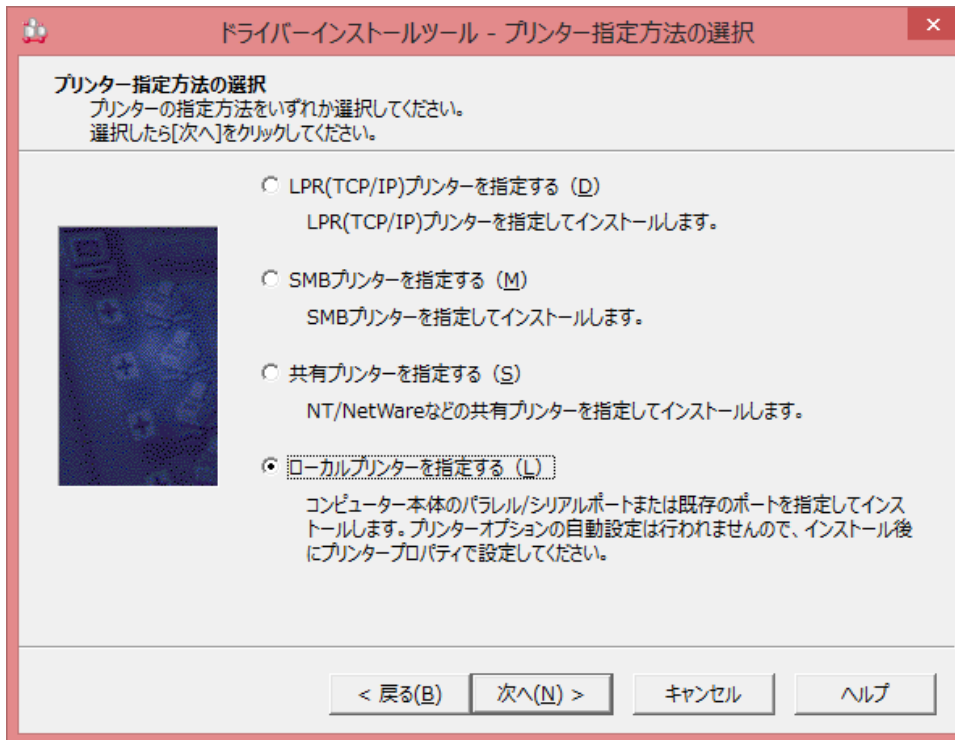 ドライバーインストールツール - プリンター指定方法の選択
プリンター指定方法の選択
プリンターの指定方法をいずれか選択してください。
選択したら[次へ]をクリックしてください。
LPR(TCP/IP)プリンターを指定する (D)
LPR(TCP/IP)プリンターを指定してインストールします。
SMBプリンターを指定する (M)
SMBプリンターを指定してインストールします。
共有プリンターを指定する (S)
NT/NetWareなどの共有プリンターを指定してインストールします。
ローカルプリンターを指定する (L)
コンピューター本体のパラレル/シリアルポートまたは既存のポートを指定してインス
トールします。プリンターオプションの自動設定は行われませんので、インストール後
にプリンタープロパティで設定してください。
< 戻る(B) 次へ(N) > キャンセル ヘルプ